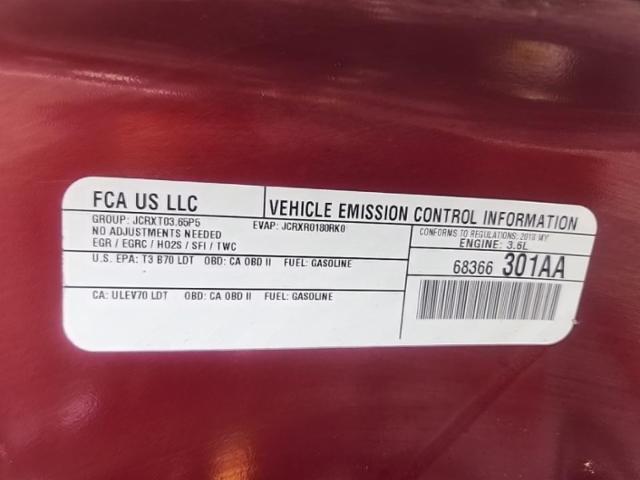 FCA US LLC
VEHICLE EMISSION CONTROL INFORMATION
GROUP: JCRXT03.65P5 EVAP: JCRXR0180RK0
NO ADJUSTMENTS NEEDED
EGR / EGRC / HO2S / SFI / TWC
CONFORMS TO REGULATIONS: 2018 MY
ENGINE: 3.6L
U.S. EPA: T3 B70 LDT OBD: CA OBD II FUEL: GASOLINE
68366 301AA
CA: ULEV70 LDT OBD: CA OBD II FUEL: GASOLINE